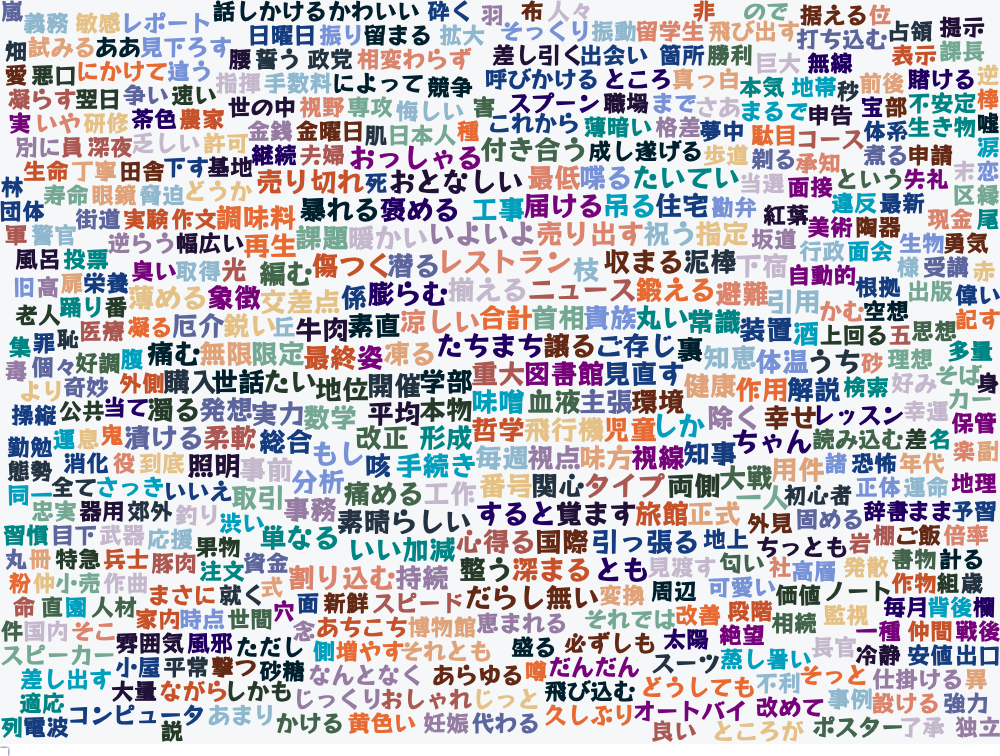 嵐 義務 敏感 レポート 話しかける かわいい 砕く 羽 布 人々 非 ので 据える 位
日曜日 振り 留まる 拡大 そっくり 振動 留学生 飛び出す 打ち込む 占領 提示
畑 試みる ああ 見下ろす 腰 誓う 政党 相変わらず 差し引く 出会い 箇所 勝利 巨大 無線 表示 課長
愛 悪口 にかけて 違う 指揮 手数料 によって 競争 呼びかける ところ 真っ白 本気 地帯 秒 前後 賭ける 逆
凝らす 翌日 争い 速い 世の中 視野 専攻 悔しい 害 スプーン 職場 まで さあ まるで 申告 宝 部 不安定 棒
実 いや 研修 茶色 農家 金銭 金曜日 肌 日本人 種 これから 薄暗い 格差 夢中 駄目 コース 体系 生き物 嘘
別に 員 深夜 乏しい 許可 継続 夫婦 おっしゃる 付き合う 成し遂げる 歩道 剃る 承知 煮る 申請 涙
生命 丁寧 田舎 下す 基地 売り切れ 死 おとなしい 最低 喋る たいてい 当選 面接 という 失礼 末 恋
林 寿命 眼鏡 脅迫 どうか 暴れる 褒める 工事 届ける 吊る 住宅 勘弁 紅葉 違反 最新 区 縁
団体 街道 実験 作文 調味料 美術 陶器 現金 尾
軍 警官 逆らう 幅広い 再生 課題 暖かい いよいよ 売り出す 祝う 指定 坂道 行政 面会 生物 勇気
風呂 投票 臭い 取得 光 編む 傷つく 潜る レストラン 枝 収まる 泥棒 下宿 自動的 様 受講 赤
旧 高 扉 栄養 薄める 象徴 交差点 係 膨らむ 揃える ニュース 鍛える 避難 引用 かむ 根拠 空想 出版 偉い
老人 踊り 番 医療 凝る 厄介 鋭い 丘 牛肉 素直 涼しい 合計 首相 貴族 丸い 常識 装置 酒 上回る 五 思想 記す
集 罪 恥 痛む 無限 限定 最終 姿 凍る たちまち 譲る ご存じ 裏 知恵 体温 うち 砂 理想 多量
毒 個々 好調 腹 より 奇妙 外側 購入 世話 たい 地位 開催 学部 重大 図書館 見直す 健康 作用 解説 検索 好み そば 身
操縦 公共 当て 濁る 発想 実力 数学 平均 本物 味噌 血液 主張 環境 除く 幸せ レッスン 幸運 カー 保管
勤勉 運 息 鬼 漬ける 柔軟 総合 もし 改正 形成 哲学 飛行機 児童 しか ちゃん 読み込む 差 名 楽 副
態勢 消化 役 到底 照明 事前 分析 咳 手続き 毎週 視点 味方 視線 知事 大戦 用件 諸 恐怖 年代 地理
同一 全て さっき いいえ 取引 痛める 工作 番号 関心 タイプ 両側 一人 初心者 正体 運命
忠実 器用 郊外 釣り 渋い 事務 素晴らしい すると 覚ます 旅館 正式 外見 固める 辞書 まま 予習
習慣 目下 武器 応援 男物 単なる いい加減 心得る 国際 引っ張る 地上 ちっとも 岩 棚 ご飯 倍率
丸 冊 特急 兵士 豚肉 注文 資金 割り込む 持続 整う 深まる とも 見渡す 匂い 社 高層 発散 書物 計る
粉 仲 小売 作曲 まさに 就く 式 面 新鮮 スピード だらし無い 変換 周辺 可愛い 価値 ノート 作物 組 歳
命 直 園 人材 家内 時点 世間 穴 念 あちこち 博物館 恵まれる それでは 改善 段階 相続 監視 毎月 背後 欄
件 国内 そこ 雰囲気 風邪 ただし 側 増やす それとも 盛る 必ずしも 太陽 絶望 長官 一種 仲間 戦後
スピーカー 小屋 平常 撃つ 砂糖 なんとなく あらゆる 噂 だんだん スーツ 蒸し暑い 冷静 安値 出口
差し出す 大量 ながら しかも じっくり おしゃれ じっと 飛び込む どうしても 不利 そっと 仕掛ける 異
適応 コンピュータ あまり かける 黄色い 妊娠 代わる 久しぶり オートバイ 改めて 事例 設ける 強力
列 電波 説 良い ところが ポスター 了承 独立